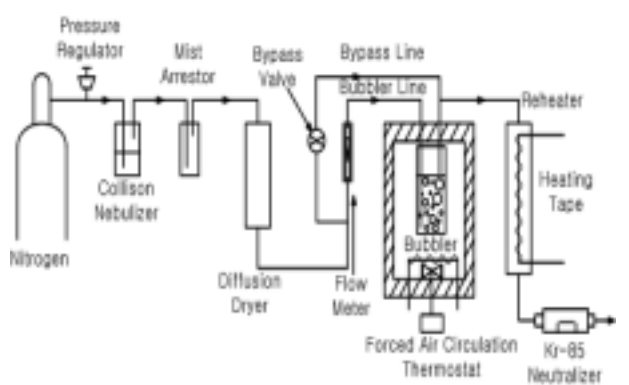 Pressure
Regulator
Mist
Arrestor
Bypass
Valve
Bypass Line
Bubbler Line
Reheater
Collison
Nebulizer
Heating
Tape
Nitrogen
Bubbler
Diffusion
Dryer
Flow
Meter
Forced Air Circulation
Thermostat
Kr-85
Neutralizer